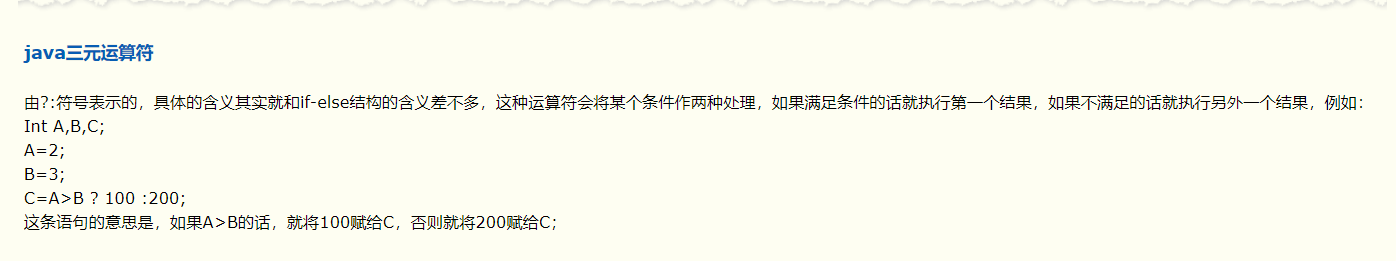 java三元运算符
由?:符号表示的，具体的含义其实就和if-else结构的含义差不多，这种运算符会将某个条件作两种处理，如果满足条件的话就执行第一个结果，如果不满足的话就执行另外一个结果，例如：
Int A,B,C;
A=2;
B=3;
C=A>B ? 100 :200;
这条语句的意思是，如果A>B的话，就将100赋给C，否则就将200赋给C；